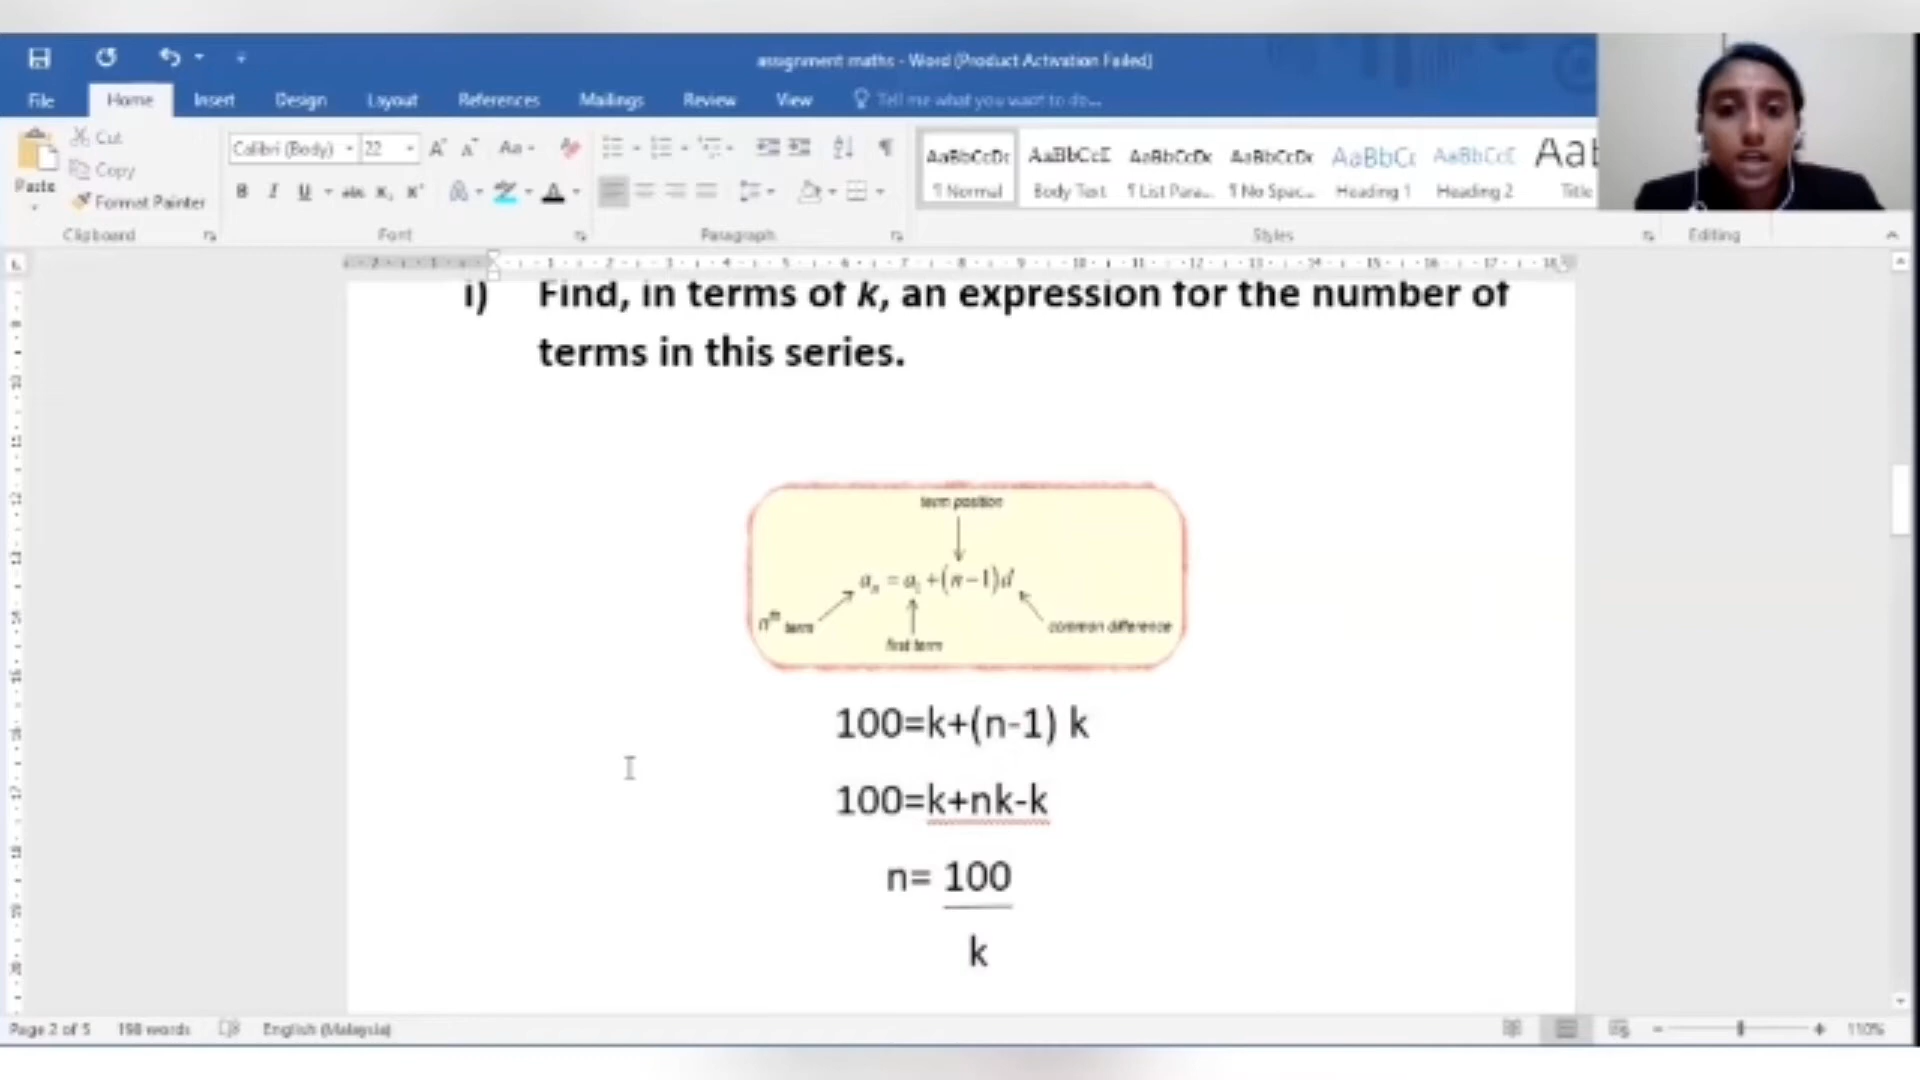 assignment maths - Word (Product Activation Failed)
File Home Insert Design Layout References Mailings Review View Tell me what you want to do...
Cut
Copy
Paste
Format Painter
Calibri (Body) 22
AaBbCcDc AaBbCcD AaBbCcDc AaBbCcDc AaBbCc AaBbCcC Aat
¶ Normal Body Text ¶ List Para... ¶ No Spac... Heading 1 Heading 2 Title
Clipboard Font Paragraph Styles Editing
i) Find, in terms of k, an expression for the number of
terms in this series.
term position
aₙ = a₁ + (n-1)d
nᵗʰ term
common difference
first term
100=k+(n-1) k
100=k+nk-k
n= 100
k
Page 2 of 5 198 words English (Malaysia) 110%